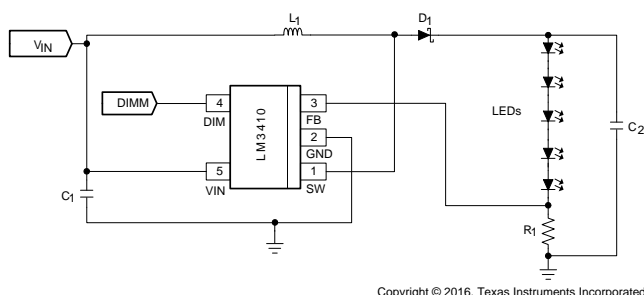 L1
D1
VIN
DIMM
4
3
DIM
FB
LM3410
2
GND
5
1
VIN
SW
C1
LEDs
C2
R1
Copyright © 2016, Texas Instruments Incorporated